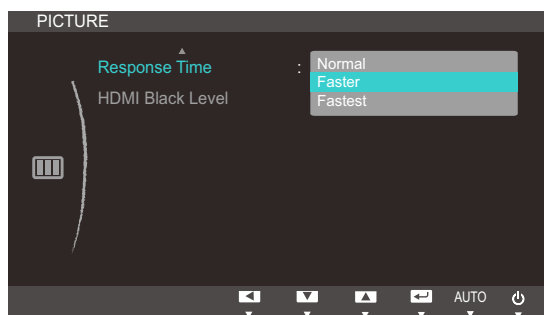 PICTURE
Response Time : Normal
Faster
HDMI Black Level Fastest
AUTO